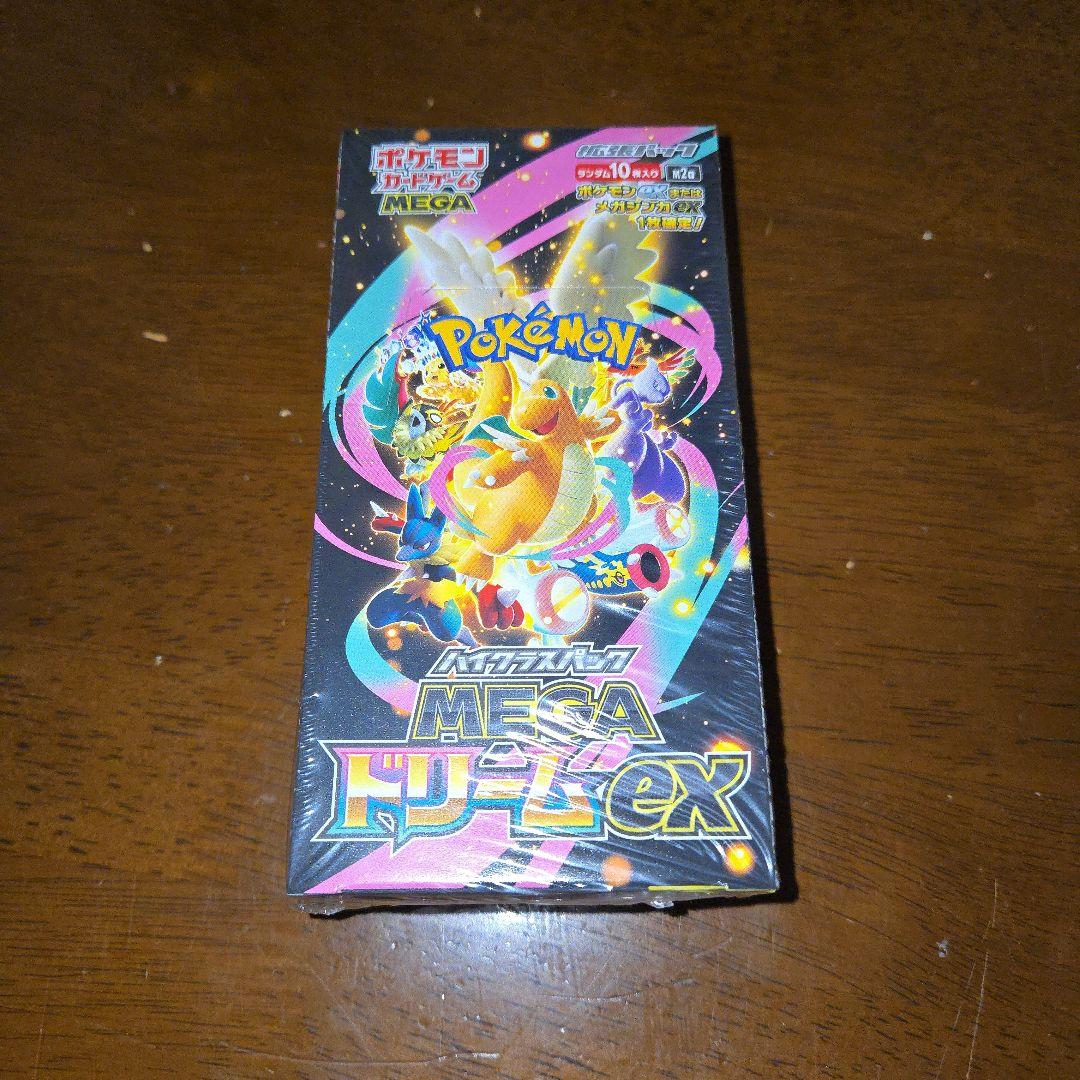 ポケモン
カードゲーム
MEGA
拡張パック
ランダム10枚入り M2a
ポケモンexまたは
メガシンカex
1枚確定!
POKÉMON
TM
ハイクラスパック
MEGA
ドリームex